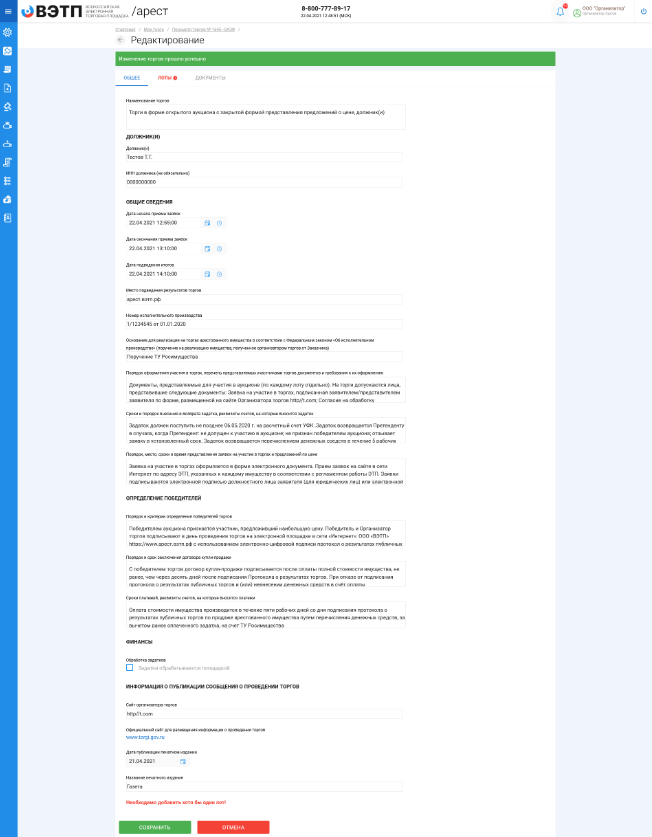 ВЭТП
ВСЕРОССИЙСКАЯ
ЭЛЕКТРОННАЯ
ТОРГОВАЯ ПЛОЩАДКА
/арест
8-800-777-89-17
ООО "Организатор"
организатор торгов
Редактирование
Изменение торгов прошло успешно
ОБЩЕЕ ЛОТЫ ДОКУМЕНТЫ
Наименование торгов
Торги в форме открытого аукциона с закрытой формой представления предложений о цене, должник(и)
ДОЛЖНИК(И)
Должник(и)
Тестов Т.Т.
ИНН должника (не обязательно)
0000000000
ОБЩИЕ СВЕДЕНИЯ
Дата начала приема заявок
22.04.2021 12:55:00
Дата окончания приема заявок
22.04.2021 13:10:00
Дата подведения итогов
22.04.2021 14:10:00
Место подведения результатов торгов
арест.вэтп.рф
Номер исполнительного производства
1/1234545 от 01.01.2020
Основание для реализации на торгах арестованного имущества в соответствии с Федеральным законом «Об исполнительном
производстве» (поручение на реализацию имущества, полученное организатором торгов от Заказчика)
Поручение ТУ Росимущества
Порядок оформления участия в торгах, перечень представляемых участниками торгов документов и требования к их оформлению
Документы, представляемые для участия в аукционе (по каждому лоту отдельно). На торги допускаются лица,
представившие следующие документы: Заявка на участие в торгах, подписанная заявителем/представителем
заявителя по форме, размещенной на сайте Организатора торгов http://t.com; Согласие на обработку
Сроки и порядок внесения и возврата задатка, реквизиты счетов, на которые вносится задаток
Задаток должен поступить не позднее 06.05.2020 г. на расчетный счет УФК. Задаток возвращается Претенденту
в случаях, когда Претендент: не допущен к участию в аукционе; не признан победителем аукциона; отзывает
заявку в установленный срок. Задаток возвращается перечислением денежных средств в течение 5 рабочих
Порядок, место, сроки и время представления заявок на участие в торгах и предложений по цене
Заявка на участие в торгах оформляется в форме электронного документа. Прием заявок на сайте в сети
Интернет по адресу ЭТП, указанных к каждому имуществу в соответствии с регламентом работы ЭТП. Заявки
подписываются электронной подписью должностного лица заявителя (для юридических лиц) или электронной
ОПРЕДЕЛЕНИЕ ПОБЕДИТЕЛЕЙ
Порядок и критерии определения победителей торгов
Победителем аукциона признается участник, предложивший наибольшую цену. Победитель и Организатор
торгов подписывают в день проведения торгов на электронной площадке в сети «Интернет» ООО «ВЭТП»
https://www.арест.вэтп.рф с использованием электронно-цифровой подписи протокол о результатах публичных
Порядок и срок заключения договора купли-продажи
С победителем торгов договор купли-продажи подписывается после оплаты полной стоимости имущества, не
ранее, чем через десять дней после подписания Протокола о результатах торгов. При отказе от подписания
протокола о результатах публичных торгов и (или) невнесении денежных средств в счёт оплаты
Сроки платежей, реквизиты счетов, на которые вносятся платежи
Оплата стоимости имущества производится в течение пяти рабочих дней со дня подписания протокола о
результатах публичных торгов по продаже арестованного имущества путем перечисления денежных средств, за
вычетом ранее оплаченного задатка, на счет ТУ Росимущества
ФИНАНСЫ
Обработка задатков
Задатки обрабатываются площадкой
ИНФОРМАЦИЯ О ПУБЛИКАЦИИ СООБЩЕНИЯ О ПРОВЕДЕНИИ ТОРГОВ
Сайт организатора торгов
http//t.com
Официальный сайт для размещения информации о проведении торгов
www.torgi.gov.ru
Дата публикации печатного издания
21.04.2021
Название печатного издания
Газета
Необходимо добавить хотя бы один лот!
СОХРАНИТЬ ОТМЕНА